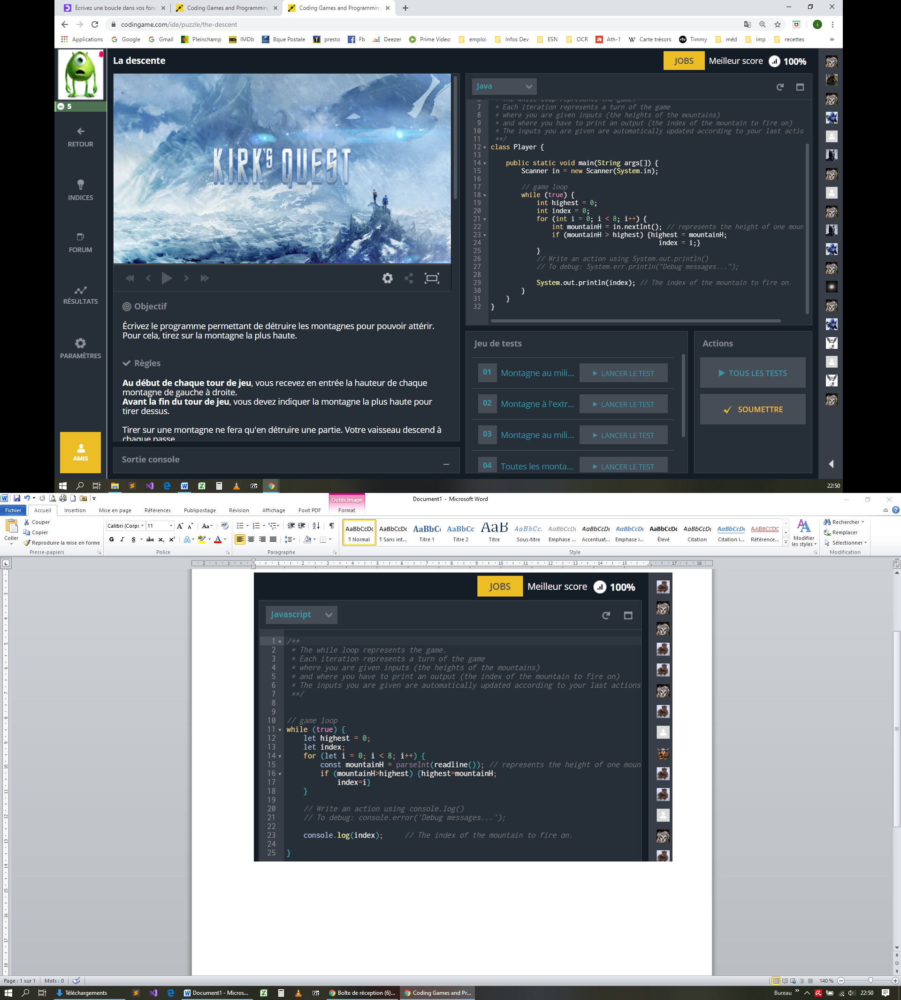 Écrivez une boucle dans vos fonc
Coding Games and Programming
Coding Games and Programming
codingame.com/ide/puzzle/the-descent
Applications Google Gmail Pleinchamp IMDb Bque Postale presto Fb Deezer Prime Video emploi Infos Dev ESN OCR Ath-1 Carte trésors Timmy méd imp recettes »
La descente
JOBS Meilleur score 100%
5
RETOUR
INDICES
FORUM
RÉSULTATS
PARAMÈTRES
AMIS
KIRK'S QUEST
Objectif
Écrivez le programme permettant de détruire les montagnes pour pouvoir attérir.
Pour cela, tirez sur la montagne la plus haute.
Règles
Au début de chaque tour de jeu, vous recevez en entrée la hauteur de chaque
montagne de gauche à droite.
Avant la fin du tour de jeu, vous devez indiquer la montagne la plus haute pour
tirer dessus.
Tirer sur une montagne ne fera qu'en détruire une partie. Votre vaisseau descend à
chaque passe
Sortie console
Java
6 * The while loop represents the game.
7 * Each iteration represents a turn of the game
8 * where you are given inputs (the heights of the mountains)
9 * and where you have to print an output (the index of the mountain to fire on)
10 * The inputs you are given are automatically updated according to your last actio
11 **/
12 class Player {
13
14 public static void main(String args[]) {
15 Scanner in = new Scanner(System.in);
16
17 // game loop
18 while (true) {
19 int highest = 0;
20 int index = 0;
21 for (int i = 0; i < 8; i++) {
22 int mountainH = in.nextInt(); // represents the height of one moun
23 if (mountainH > highest) {highest = mountainH;
24 index = i;}
25 }
26 // Write an action using System.out.println()
27 // To debug: System.err.println("Debug messages...");
28
29 System.out.println(index); // The index of the mountain to fire on.
30 }
31 }
32 }
Jeu de tests
01 Montagne au mili... LANCER LE TEST
02 Montagne à l'extr... LANCER LE TEST
03 Montagne au mili... LANCER LE TEST
04 Toutes les monta... LANCER LE TEST
Actions
TOUS LES TESTS
SOUMETTRE
22:50
Outils Image
Document1 - Microsoft Word
Fichier Accueil Insertion Mise en page Références Publipostage Révision Affichage Foxit PDF Format
Coller
Couper
Copier
Reproduire la mise en forme
Presse-papiers
Calibri (Corps 11
G I S abc x₂ x²
Police
Paragraphe
AaBbCcDc AaBbCcDc AaBbC AaBbCc AaB AaBbCc. AaBbCcDc AaBbCcDc AaBbCcDc AaBbCcDc AaBbCcDc AaBbCcDc AaBbCcDc
¶ Normal ¶ Sans int... Titre 1 Titre 2 Titre Sous-titre Emphase ... Accentuat... Emphase i... Élevé Citation Citation i... Référence...
Style
Modifier
les styles
Rechercher
Remplacer
Sélectionner
Modification
JOBS Meilleur score 100%
Javascript
1 /**
2 * The while loop represents the game.
3 * Each iteration represents a turn of the game
4 * where you are given inputs (the heights of the mountains)
5 * and where you have to print an output (the index of the mountain to fire on)
6 * The inputs you are given are automatically updated according to your last actions
7 **/
8
9
10 // game loop
11 while (true) {
12 let highest = 0;
13 let index;
14 for (let i = 0; i < 8; i++) {
15 const mountainH = parseInt(readline()); // represents the height of one moun
16 if (mountainH>highest) {highest=mountainH;
17 index=i}
18 }
19
20 // Write an action using console.log()
21 // To debug: console.error('Debug messages...');
22
23 console.log(index); // The index of the mountain to fire on.
24
25 }
Page : 1 sur 1 Mots : 0 140 %
Téléchargements Document1 - Micros... Boîte de réception (6)... Coding Games and Pr... Bureau » 22:50